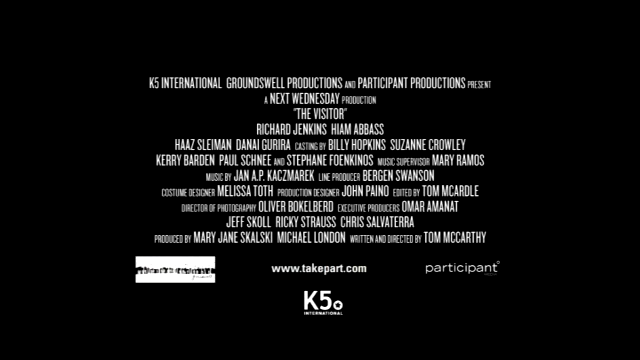 K5 INTERNATIONAL GROUNDSWELL PRODUCTIONS AND PARTICIPANT PRODUCTIONS PRESENT
A NEXT WEDNESDAY PRODUCTION
"THE VISITOR"
RICHARD JENKINS HIAM ABBASS
HAAZ SLEIMAN DANAI GURIRA CASTING BY BILLY HOPKINS SUZANNE CROWLEY
KERRY BARDEN PAUL SCHNEE AND STEPHANE FOENKINOS MUSIC SUPERVISOR MARY RAMOS
MUSIC BY JAN A.P. KACZMAREK LINE PRODUCER BERGEN SWANSON
COSTUME DESIGNER MELISSA TOTH PRODUCTION DESIGNER JOHN PAINO EDITED BY TOM MCARDLE
DIRECTOR OF PHOTOGRAPHY OLIVER BOKELBERD EXECUTIVE PRODUCERS OMAR AMANAT
JEFF SKOLL RICKY STRAUSS CHRIS SALVATERRA
PRODUCED BY MARY JANE SKALSKI MICHAEL LONDON WRITTEN AND DIRECTED BY TOM MCCARTHY
www.takepart.com
participant
K5
INTERNATIONAL